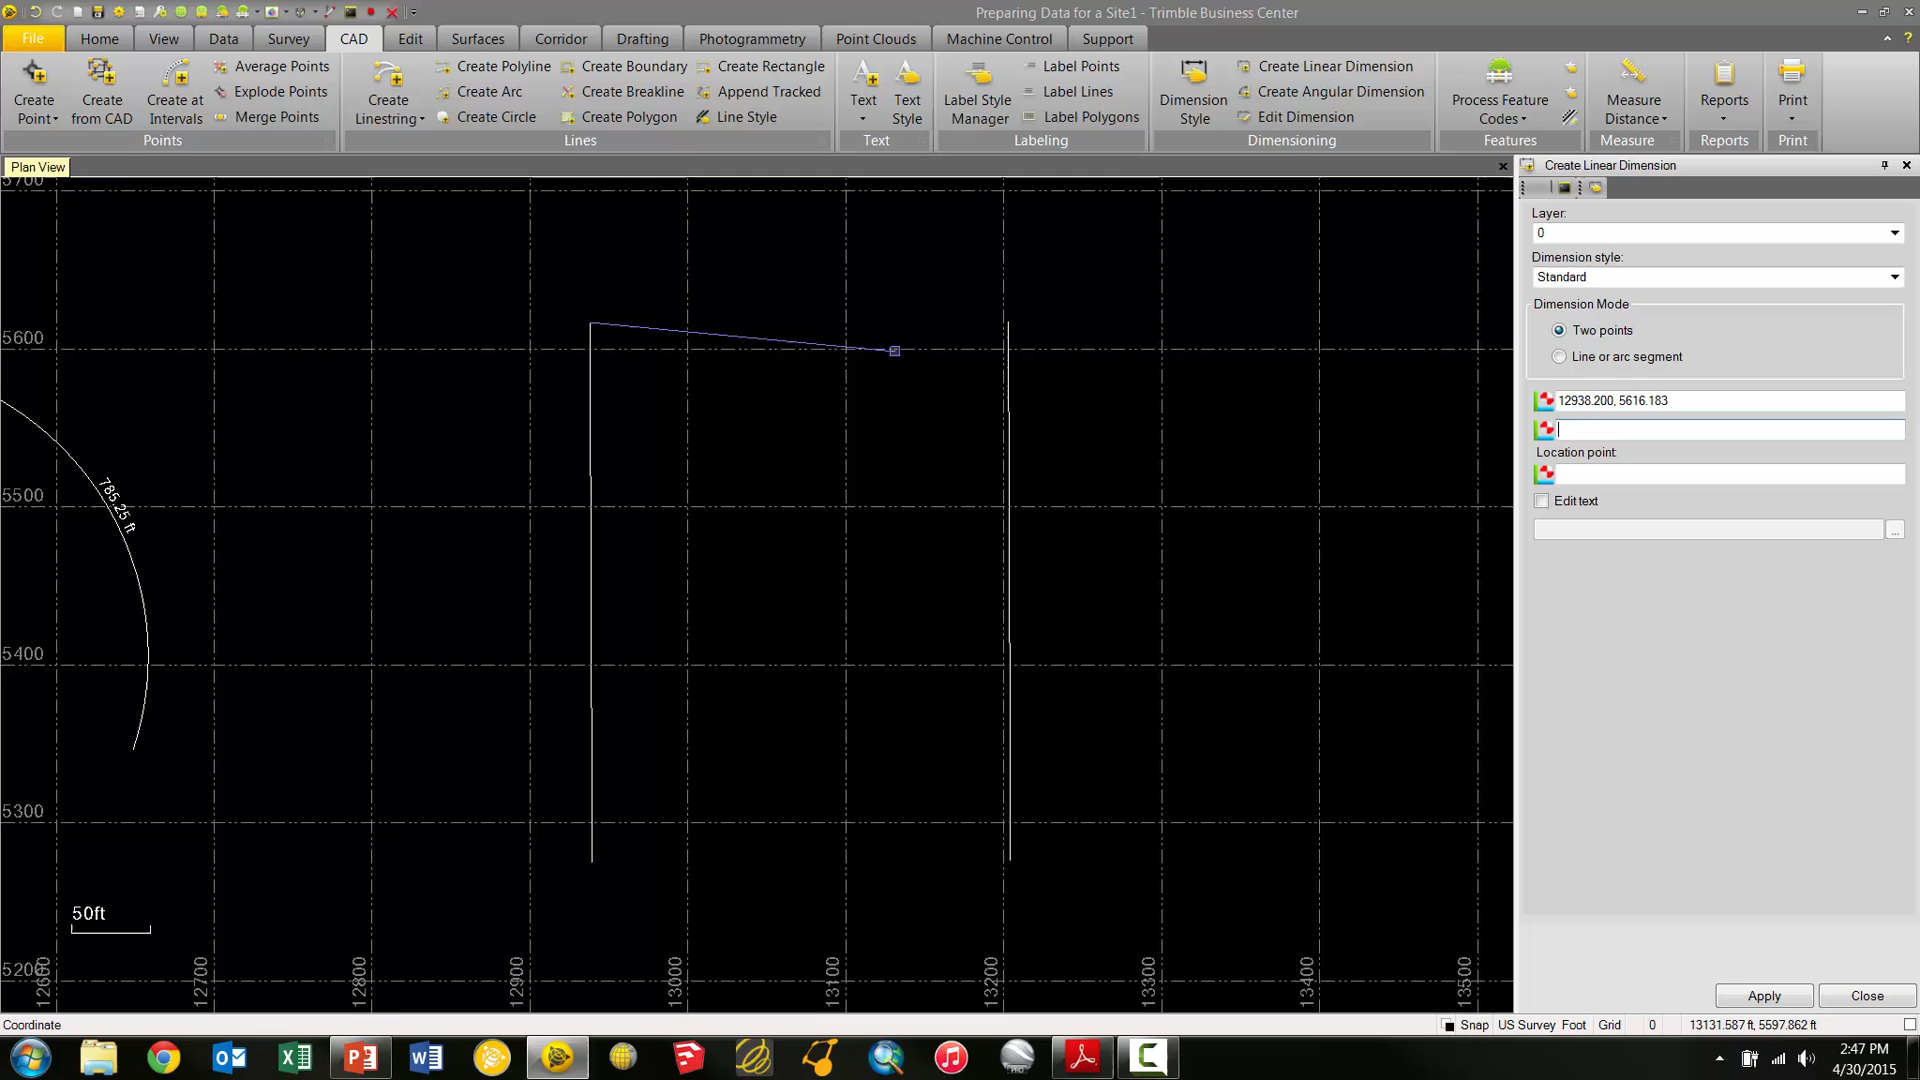 Preparing Data for a Site1 - Trimble Business Center
File Home View Data Survey CAD Edit Surfaces Corridor Drafting Photogrammetry Point Clouds Machine Control Support
Create Point
Create from CAD
Create at Intervals
Average Points
Explode Points
Merge Points
Points
Create Linestring
Create Polyline
Create Arc
Create Circle
Create Boundary
Create Breakline
Create Polygon
Create Rectangle
Append Tracked
Line Style
Lines
Text
Text Style
Text
Label Style Manager
Label Points
Label Lines
Label Polygons
Labeling
Dimension Style
Create Linear Dimension
Create Angular Dimension
Edit Dimension
Dimensioning
Process Feature Codes
Features
Measure Distance
Measure
Reports
Reports
Print
Print
Plan View
Create Linear Dimension
Layer:
0
Dimension style:
Standard
Dimension Mode
Two points
Line or arc segment
12938.200, 5616.183
Location point:
Edit text
...
Apply Close
5700
5600
5500
5400
5300
5200
785.25 ft
50ft
12600 12700 12800 12900 13000 13100 13200 13300 13400 13500
Coordinate
Snap US Survey Foot Grid 0 13131.587 ft, 5597.862 ft
PRO
2:47 PM
4/30/2015